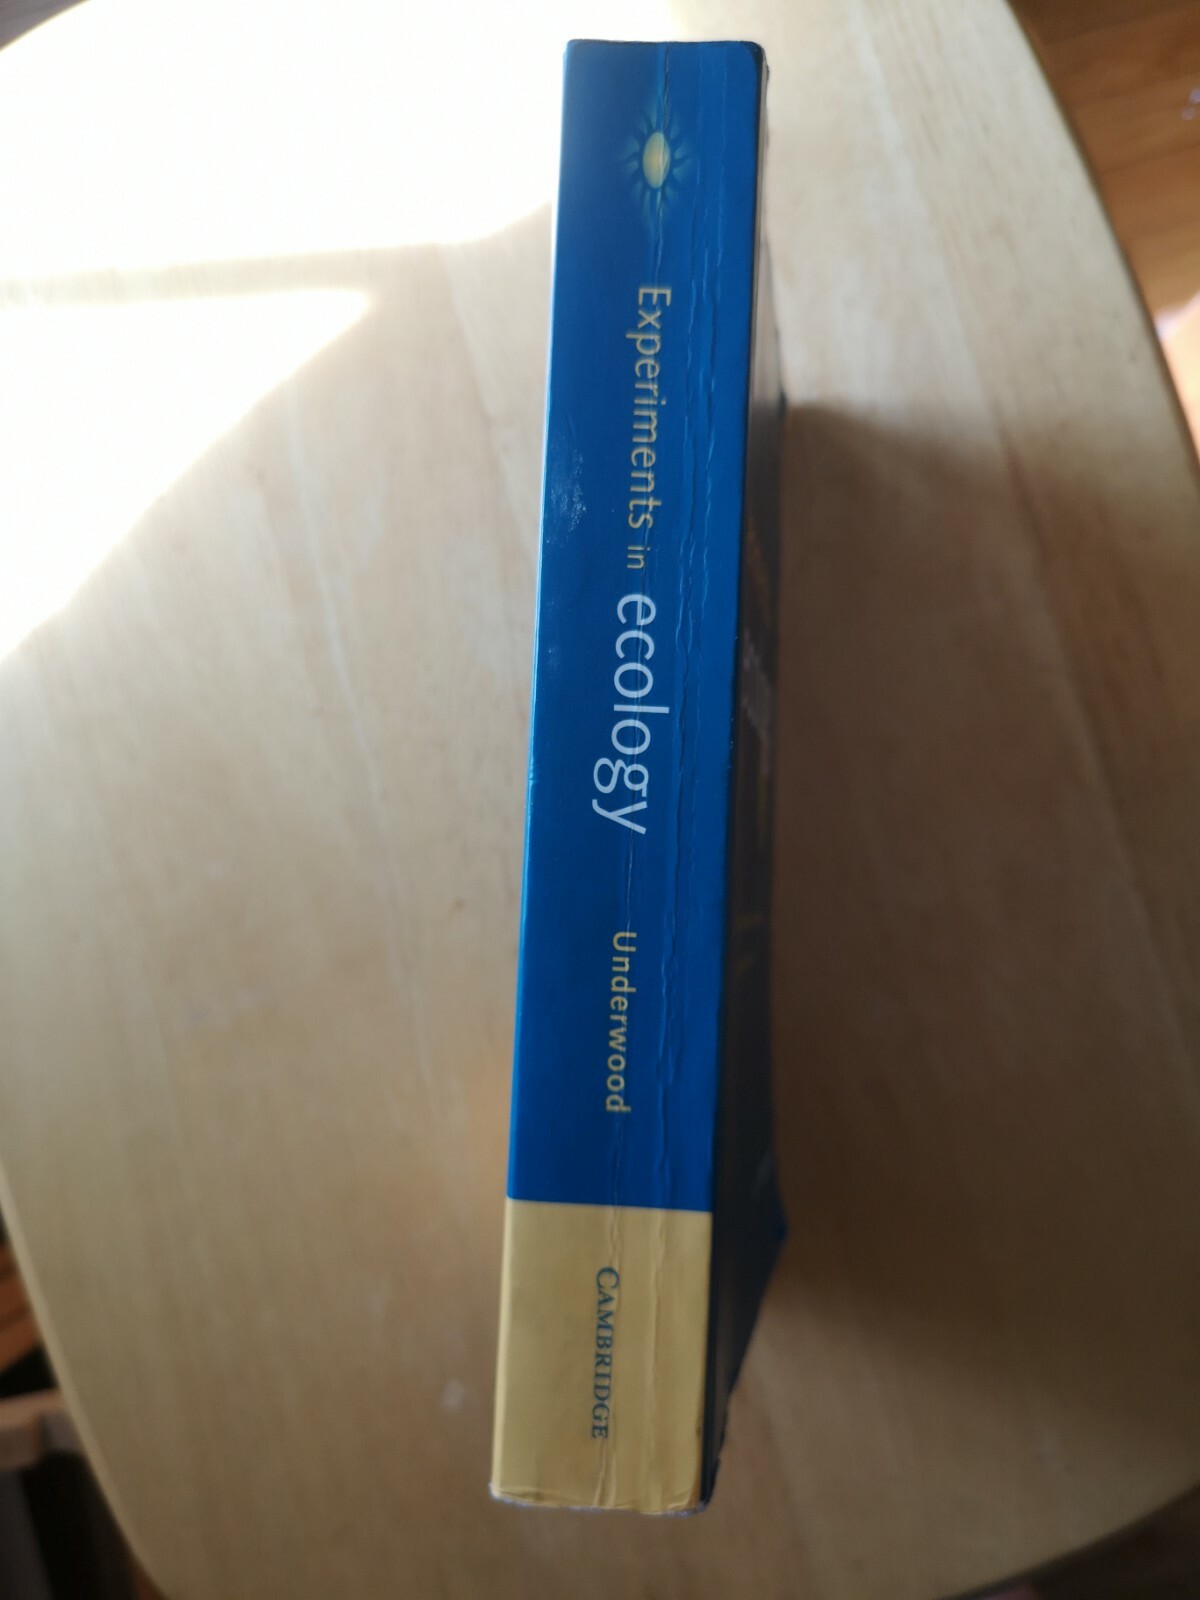 Experiments in ecology
Underwood
CAMBRIDGE